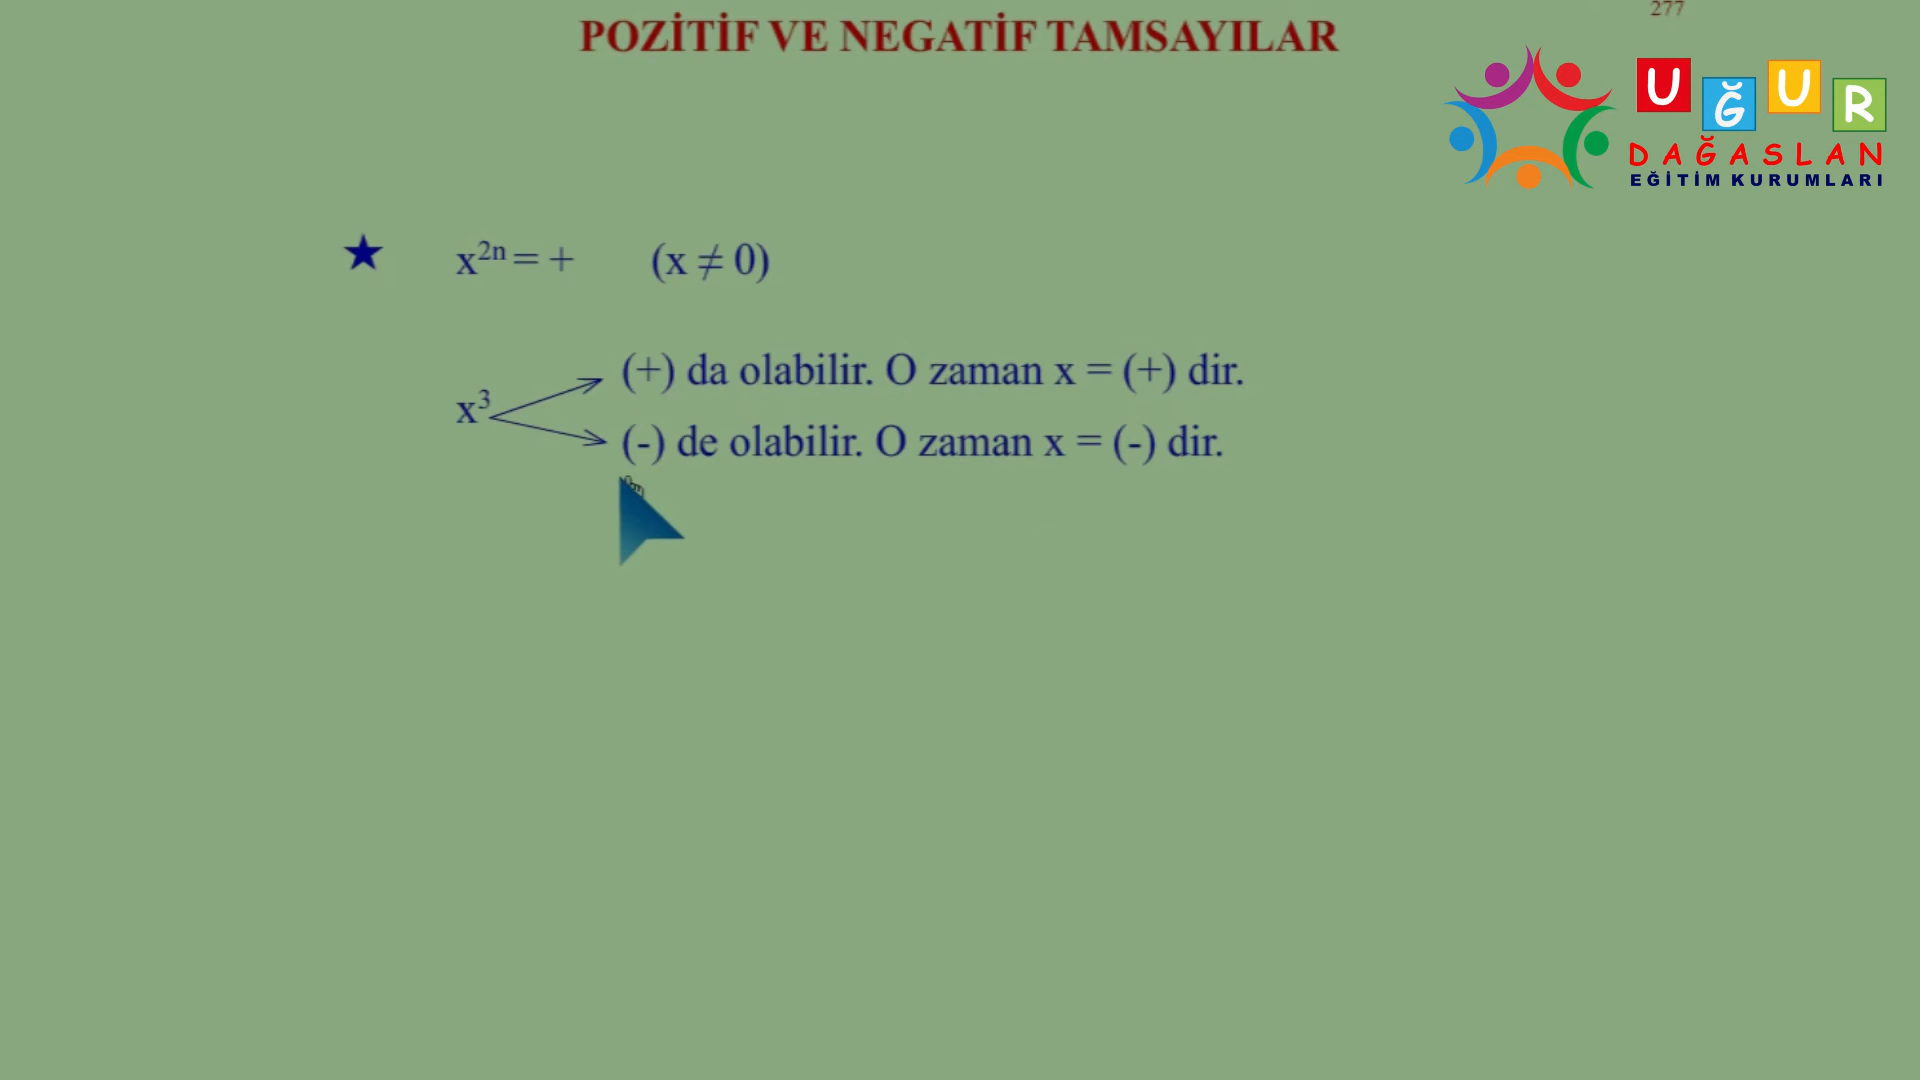 POZİTİF VE NEGATİF TAMSAYILAR
277
UĞUR
DAĞASLAN
EĞİTİM KURUMLARI
★ x²ⁿ = + (x ≠ 0)
(+) da olabilir. O zaman x = (+) dir.
x³
(-) de olabilir. O zaman x = (-) dir.